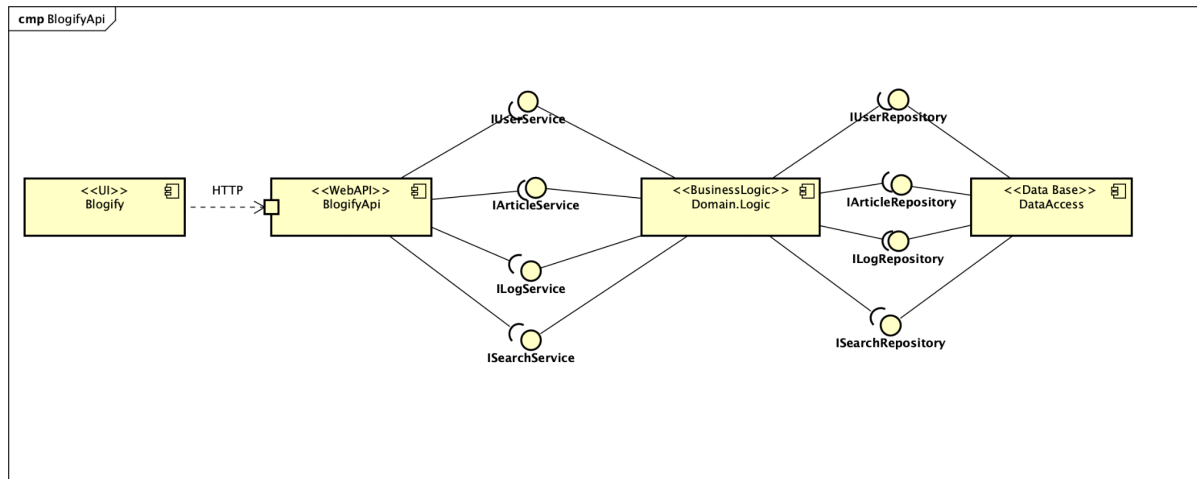 cmp BlogifyApi
IUserService
IUserRepository
<<UI>>
Blogify
HTTP
<<WebAPI>>
BlogifyApi
IArticleService
<<BusinessLogic>>
Domain.Logic
IArticleRepository
<<Data Base>>
DataAccess
ILogService
ILogRepository
ISearchService
ISearchRepository